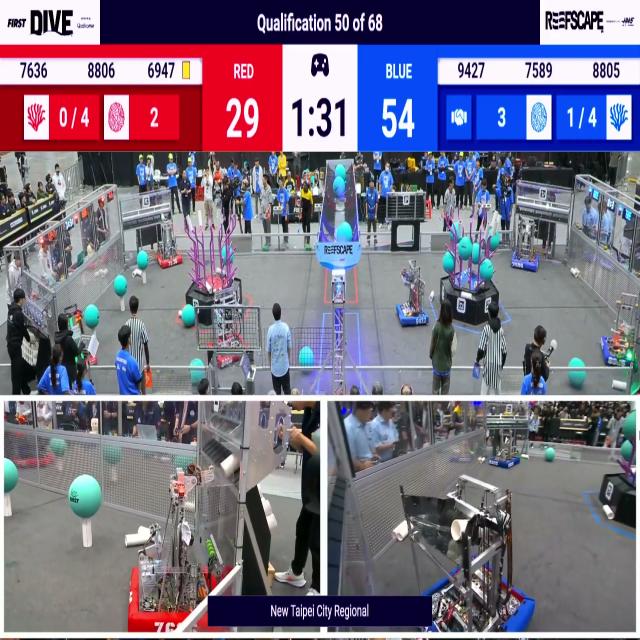 FIRST DIVE
Qualification 50 of 68
REEFSCAPE
7636 8806 6947
RED
BLUE
9427 7589 8805
0 / 4
2
29
1:31
54
3
1 / 4
REEFSCAPE
New Taipei City Regional